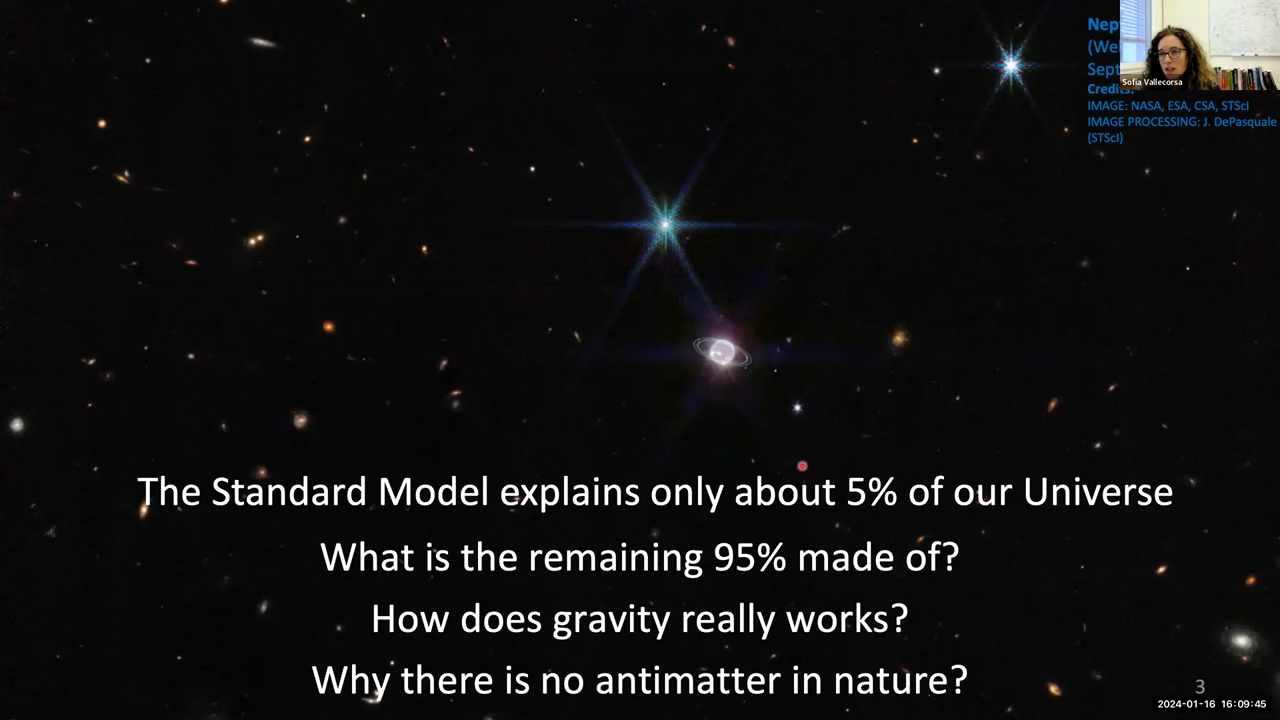 Nep
(We
Sept
Credits:
IMAGE: NASA, ESA, CSA, STScI
IMAGE PROCESSING: J. DePasquale
(STScI)
Sofia Vallecorsa
The Standard Model explains only about 5% of our Universe
What is the remaining 95% made of?
How does gravity really works?
Why there is no antimatter in nature?
3
2024-01-16 16:09:45